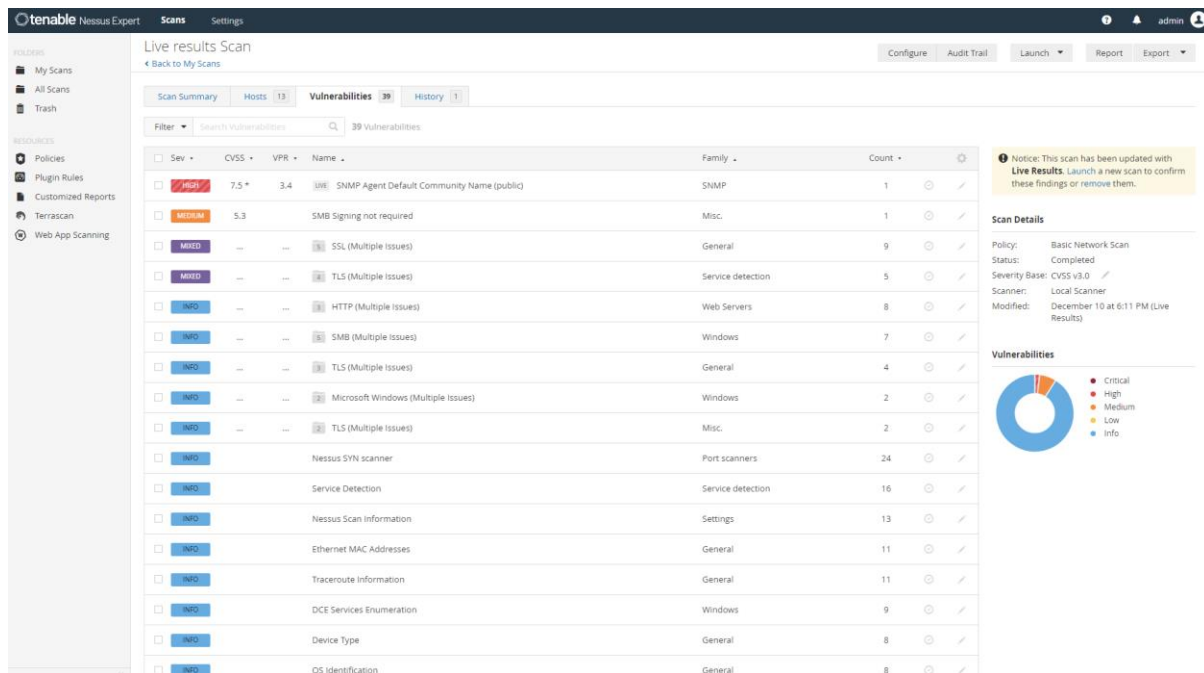 tenable Nessus Expert Scans Settings admin
FOLDERS
My Scans
All Scans
Trash
RESOURCES
Policies
Plugin Rules
Customized Reports
Terrascan
Web App Scanning
Live results Scan
Back to My Scans
Configure Audit Trail Launch Report Export
Scan Summary Hosts 13 Vulnerabilities 39 History 1
Filter Search Vulnerabilities 39 Vulnerabilities
Sev CVSS VPR Name Family Count
HIGH 7.5 * 3.4 LIVE SNMP Agent Default Community Name (public) SNMP 1
MEDIUM 5.3 SMB Signing not required Misc. 1
MIXED ... ... 5 SSL (Multiple Issues) General 9
MIXED ... ... 4 TLS (Multiple Issues) Service detection 5
INFO ... ... 3 HTTP (Multiple Issues) Web Servers 8
INFO ... ... 5 SMB (Multiple Issues) Windows 7
INFO ... ... 3 TLS (Multiple Issues) General 4
INFO ... ... 2 Microsoft Windows (Multiple Issues) Windows 2
INFO ... ... 2 TLS (Multiple Issues) Misc. 2
INFO Nessus SYN scanner Port scanners 24
INFO Service Detection Service detection 16
INFO Nessus Scan Information Settings 13
INFO Ethernet MAC Addresses General 11
INFO Traceroute Information General 11
INFO DCE Services Enumeration Windows 9
INFO Device Type General 8
INFO OS Identification General 8
Notice: This scan has been updated with
Live Results. Launch a new scan to confirm
these findings or remove them.
Scan Details
Policy: Basic Network Scan
Status: Completed
Severity Base: CVSS v3.0
Scanner: Local Scanner
Modified: December 10 at 6:11 PM (Live
Results)
Vulnerabilities
Critical
High
Medium
Low
Info